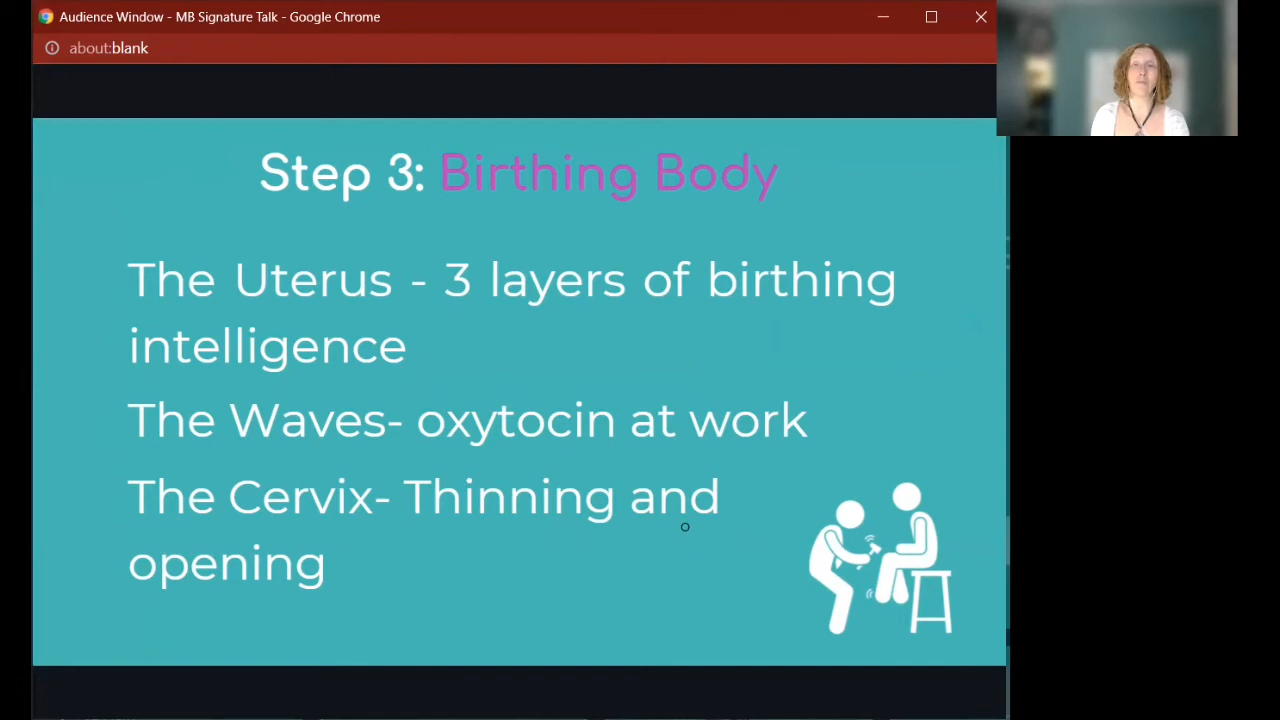 Audience Window - MB Signature Talk - Google Chrome
about:blank
Step 3: Birthing Body
The Uterus - 3 layers of birthing
intelligence
The Waves- oxytocin at work
The Cervix- Thinning and
opening